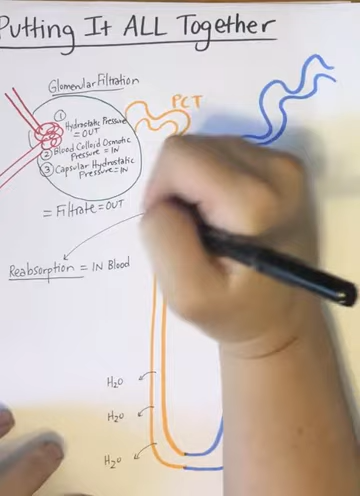 Putting It ALL Together
Glomerular Filtration
PCT
① Hydrostatic Pressure
= OUT
② Blood Colloid Osmotic
Pressure = IN
③ Capsular Hydrostatic
Pressure = IN
= Filtrate = OUT
Reabsorption = IN Blood
H₂O
H₂O
H₂O